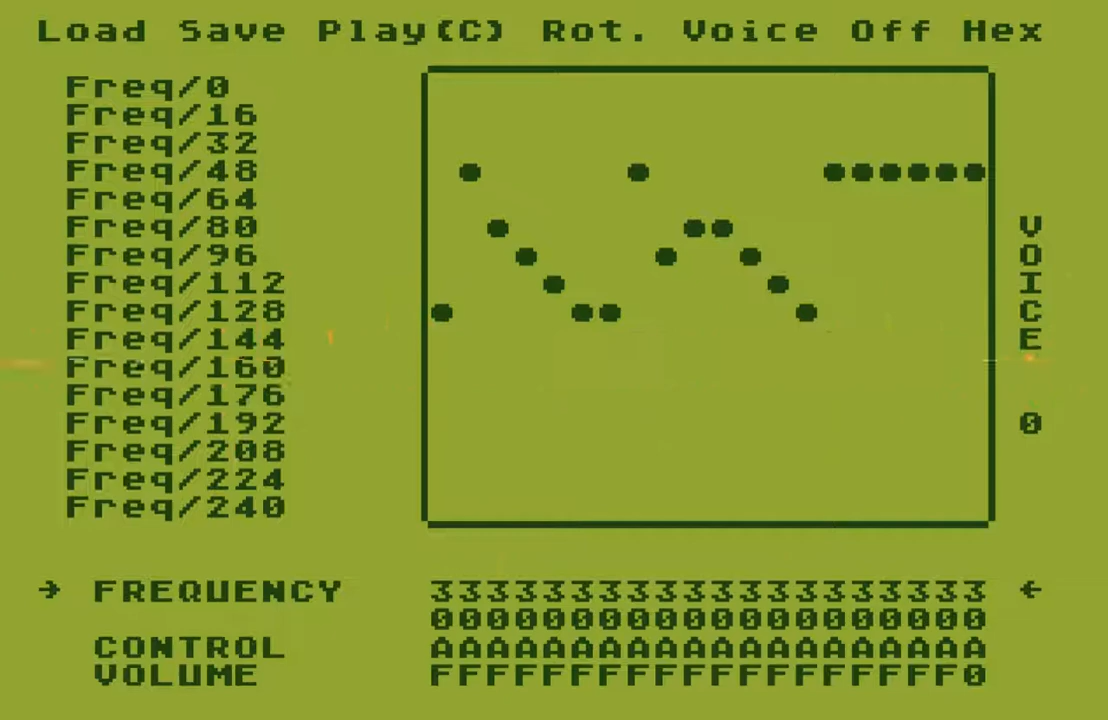 Load Save Play(C) Rot. Voice Off Hex
Freq/0
Freq/16
Freq/32
Freq/48
Freq/64
Freq/80
Freq/96
Freq/112
Freq/128
Freq/144
Freq/160
Freq/176
Freq/192
Freq/208
Freq/224
Freq/240
VOICE 0
→ FREQUENCY 33333333333333333333 ←
00000000000000000000
CONTROL AAAAAAAAAAAAAAAAAAAA
VOLUME FFFFFFFFFFFFFFFFFFF0